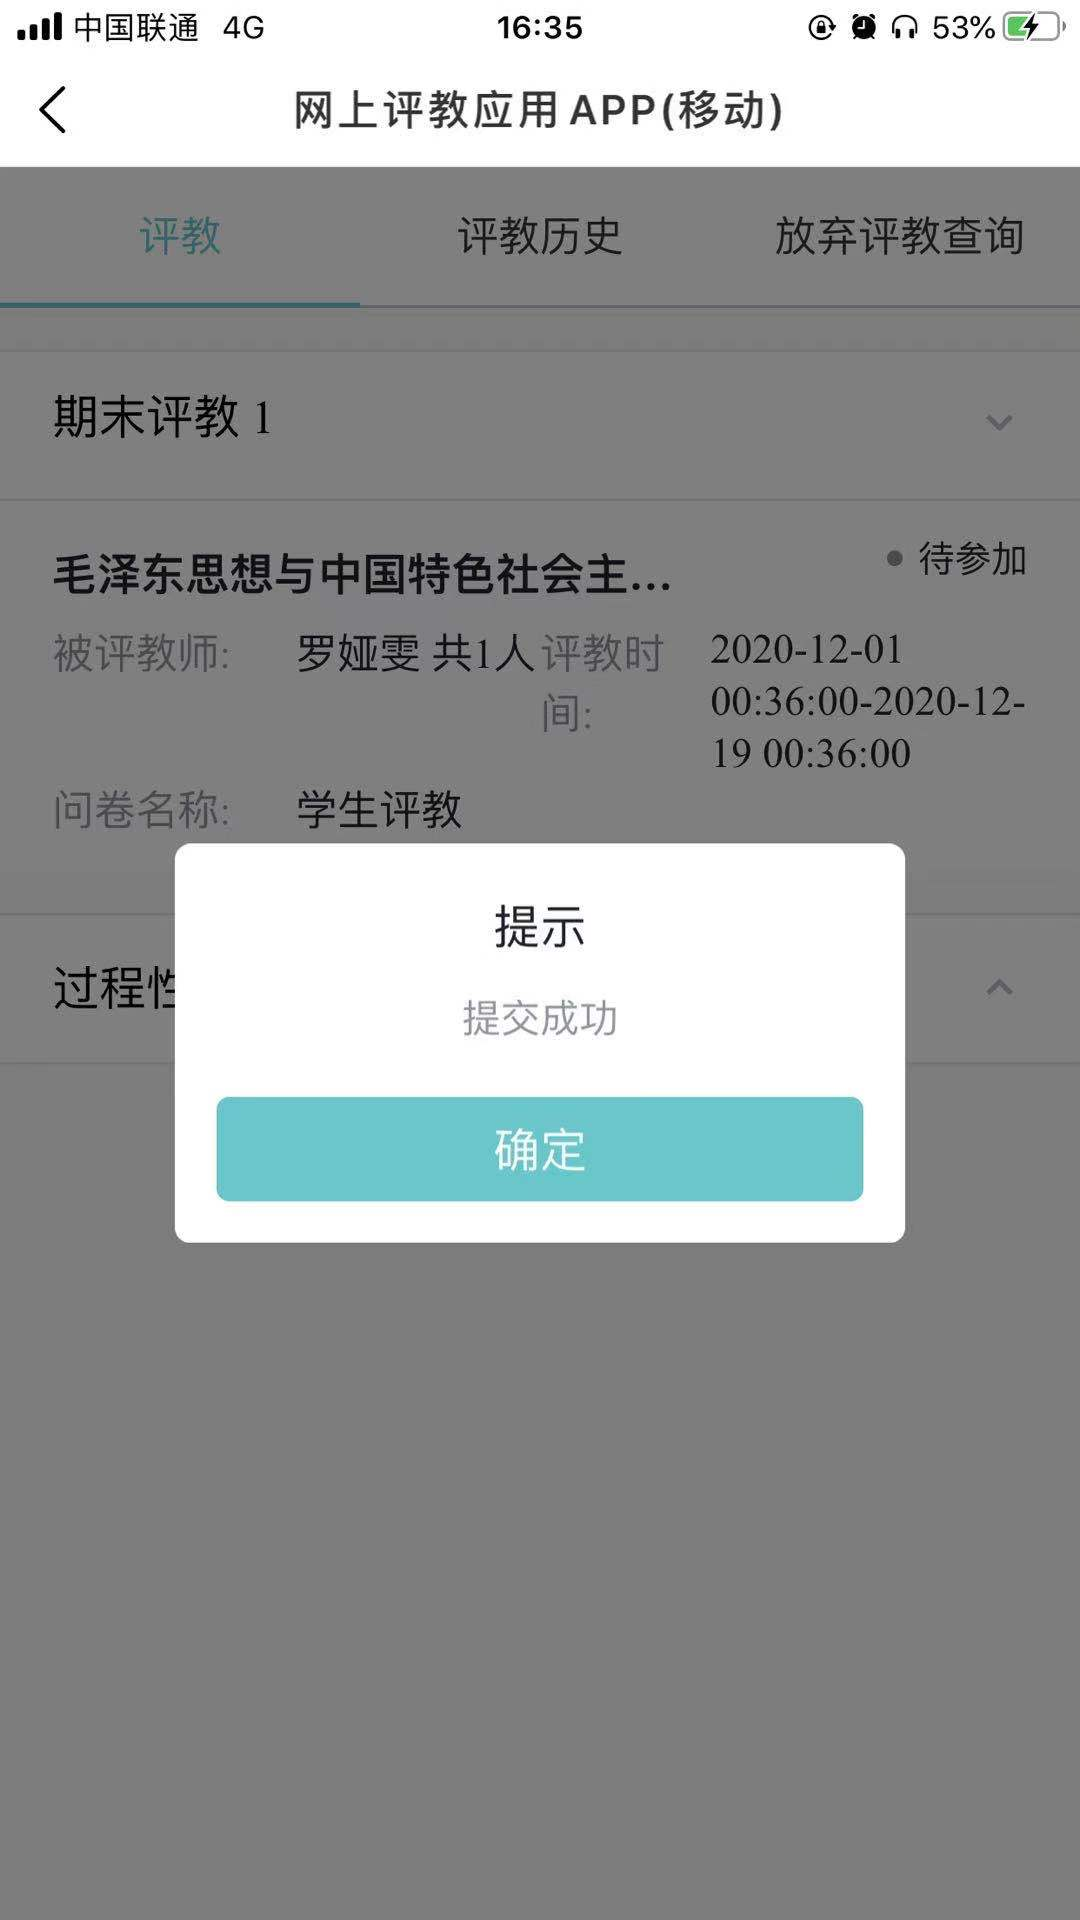 中国联通 4G 16:35 53%
网上评教应用APP(移动)
评教 评教历史 放弃评教查询
期末评教 1
毛泽东思想与中国特色社会主... 待参加
被评教师: 罗娅雯 共1人 评教时间: 2020-12-01
00:36:00-2020-12-
19 00:36:00
问卷名称: 学生评教
提示
过程性
提交成功
确定